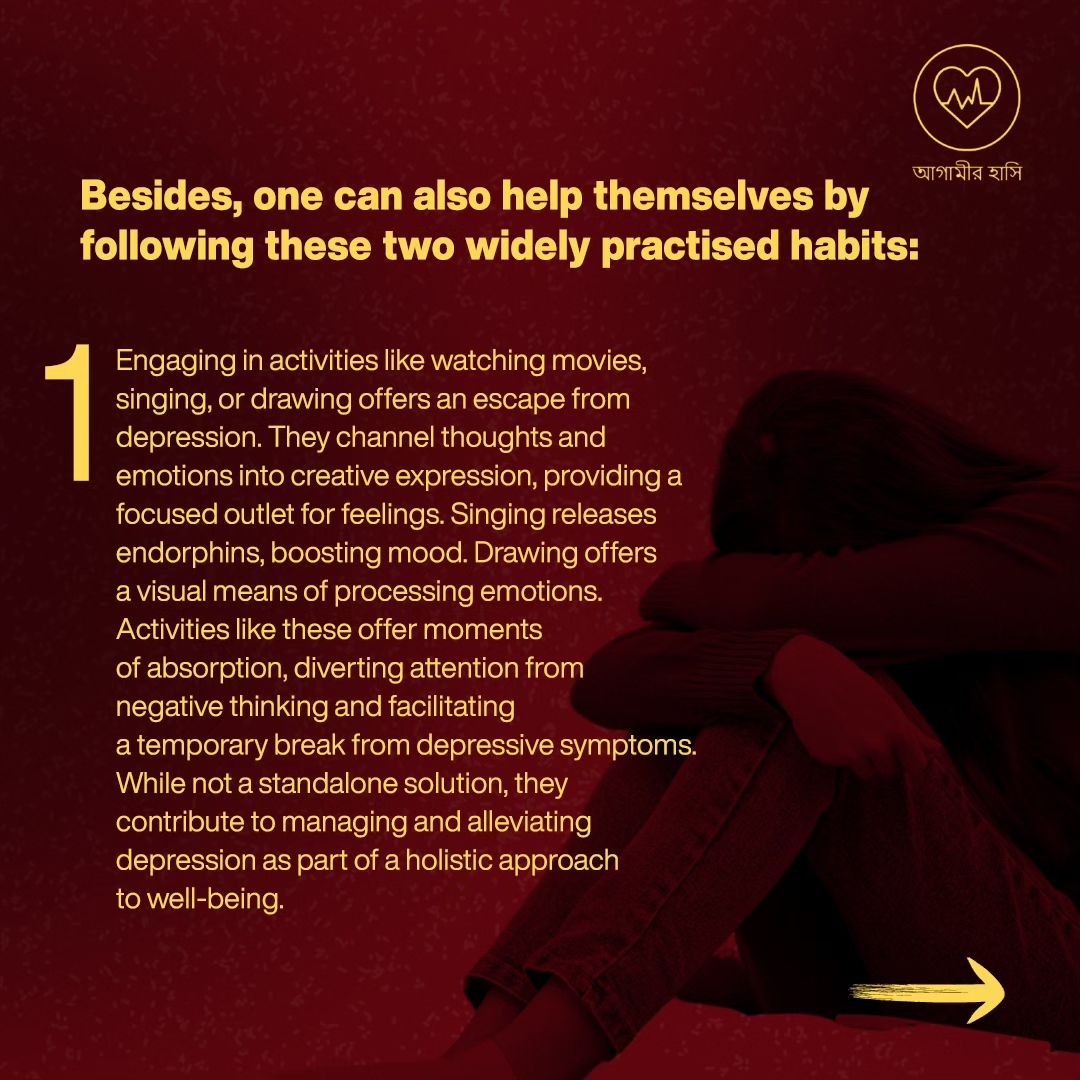 আগামীর হাসি
Besides, one can also help themselves by
following these two widely practised habits:
1
Engaging in activities like watching movies,
singing, or drawing offers an escape from
depression. They channel thoughts and
emotions into creative expression, providing a
focused outlet for feelings. Singing releases
endorphins, boosting mood. Drawing offers
a visual means of processing emotions.
Activities like these offer moments
of absorption, diverting attention from
negative thinking and facilitating
a temporary break from depressive symptoms.
While not a standalone solution, they
contribute to managing and alleviating
depression as part of a holistic approach
to well-being.